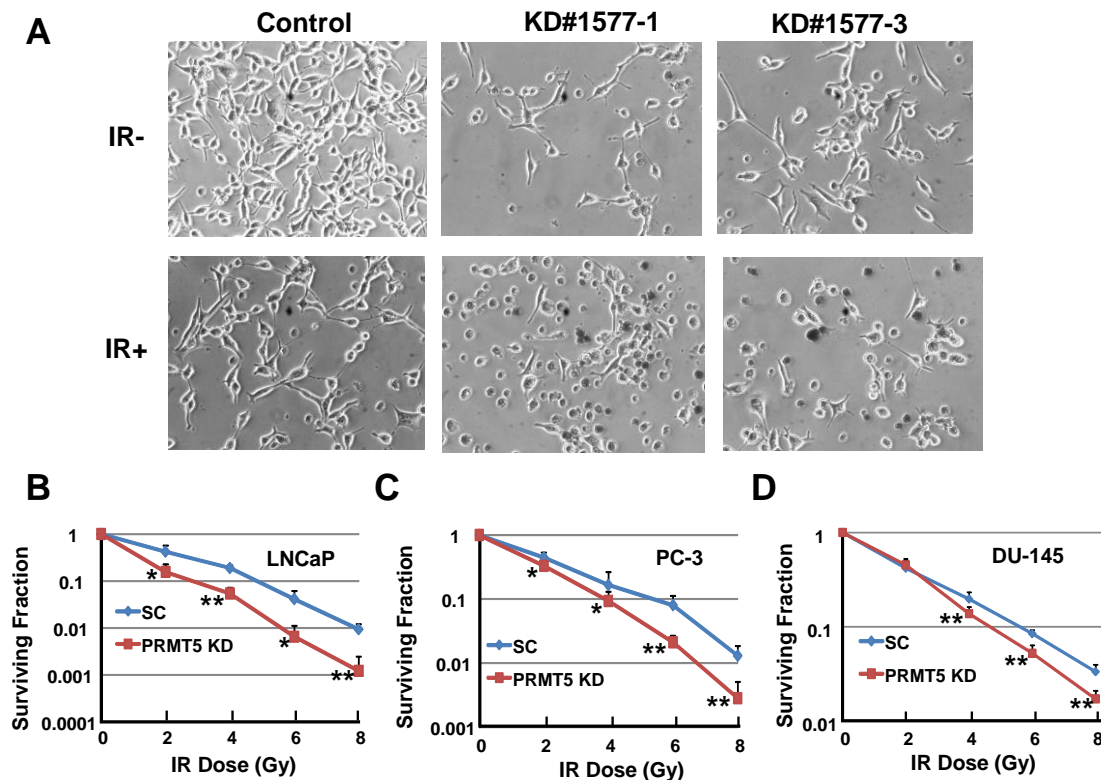 A
Control
KD#1577-1
KD#1577-3
IR-
IR+
B
Surviving Fraction
1
0.1
0.01
0.001
0.0001
LNCaP
SC
PRMT5 KD
*
**
*
**
0 2 4 6 8
IR Dose (Gy)
C
Surviving Fraction
1
0.1
0.01
0.001
PC-3
SC
PRMT5 KD
*
*
**
**
0 2 4 6 8
IR Dose (Gy)
D
Surviving Fraction
1
0.1
0.01
DU-145
SC
PRMT5 KD
**
**
**
0 2 4 6 8
IR Dose (Gy)